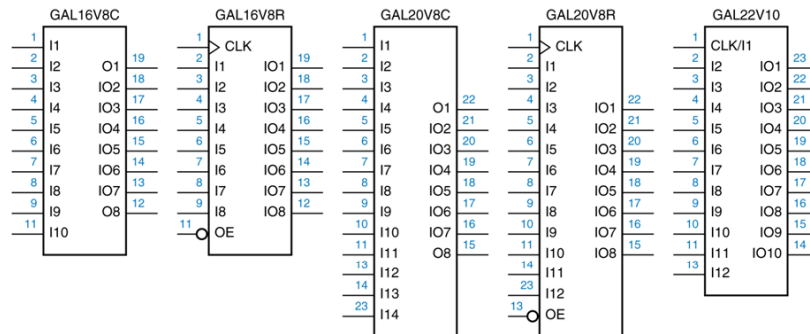 GAL16V8C
1 I1
2 I2 O1 19
3 I3 IO2 18
4 I4 IO3 17
5 I5 IO4 16
6 I6 IO5 15
7 I7 IO6 14
8 I8 IO7 13
9 I9 O8 12
11 I10
GAL16V8R
1 CLK
2 I1 IO1 19
3 I2 IO2 18
4 I3 IO3 17
5 I4 IO4 16
6 I5 IO5 15
7 I6 IO6 14
8 I7 IO7 13
9 I8 IO8 12
11 OE
GAL20V8C
1 I1
2 I2
3 I3
4 I4 O1 22
5 I5 IO2 21
6 I6 IO3 20
7 I7 IO4 19
8 I8 IO5 18
9 I9 IO6 17
10 I10 IO7 16
11 I11 O8 15
13 I12
14 I13
23 I14
GAL20V8R
1 CLK
2 I1
3 I2
4 I3 IO1 22
5 I4 IO2 21
6 I5 IO3 20
7 I6 IO4 19
8 I7 IO5 18
9 I8 IO6 17
10 I9 IO7 16
11 I10 IO8 15
14 I11
23 I12
13 OE
GAL22V10
1 CLK/I1
2 I2 IO1 23
3 I3 IO2 22
4 I4 IO3 21
5 I5 IO4 20
6 I6 IO5 19
7 I7 IO6 18
8 I8 IO7 17
9 I9 IO8 16
10 I10 IO9 15
11 I11 IO10 14
13 I12